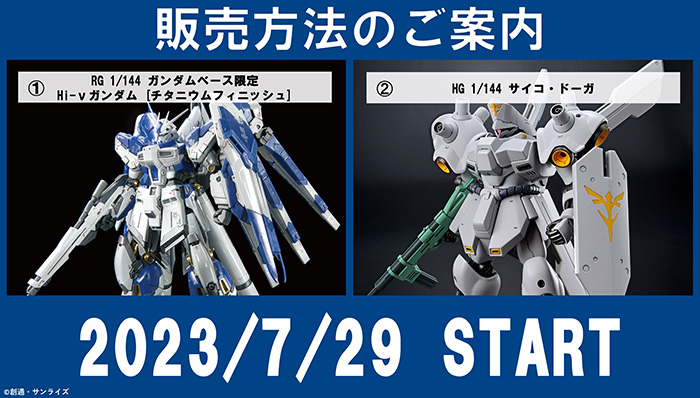 販売方法のご案内
① RG 1/144 ガンダムベース限定
Hi-νガンダム [チタニウムフィニッシュ]
② HG 1/144 サイコ・ドーガ
2023/7/29 START
©創通・サンライズ